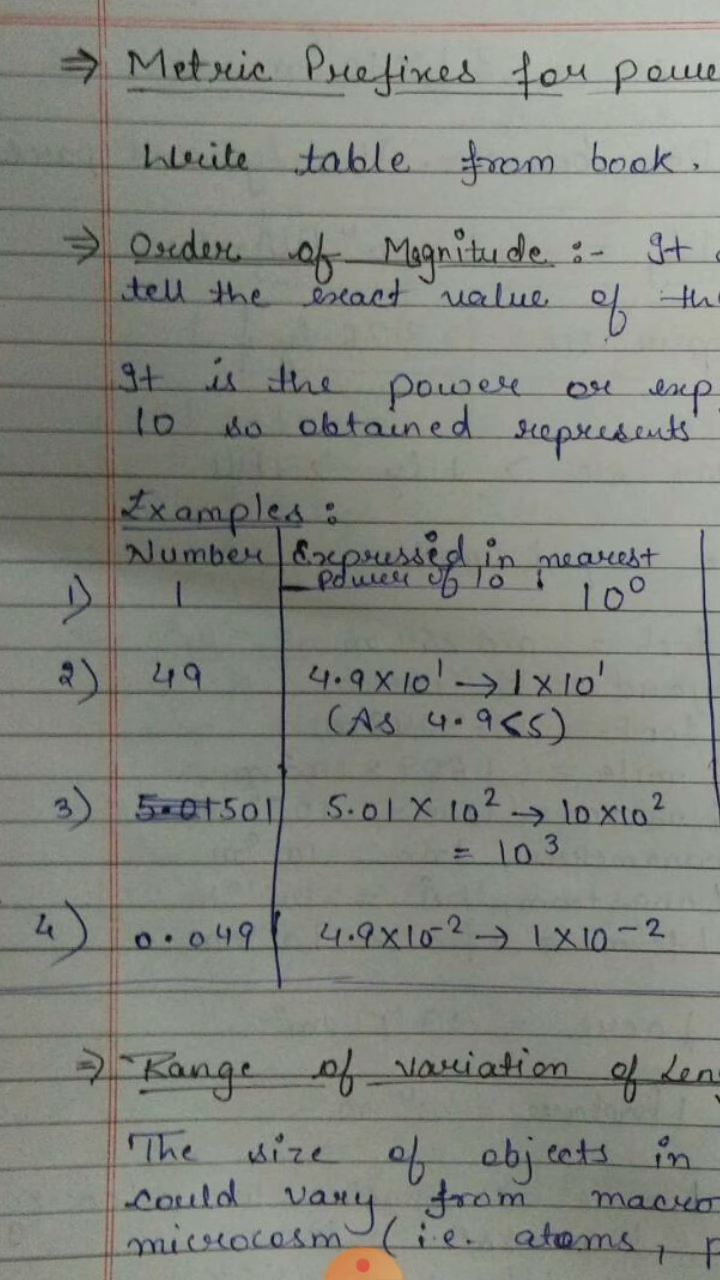 ⇒ Metric Prefixes for powe
Write table from book.
⇒ Order of Magnitude :- It
tell the exact value of th
It is the power or exp
10 so obtained represents
Examples :
Number Expressed in nearest
power of 10
1) 1 10⁰
2) 49 4.9×10¹ → 1×10¹
(As 4.9<5)
3) 501 5.01 × 10² → 10×10²
= 10³
4) 0.049 4.9×10⁻² → 1×10⁻²
⇒ Range of variation of Len
The size of objects in
could vary from macro
microcosm (i.e. atoms, p